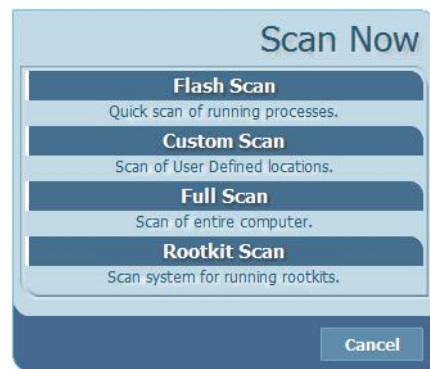 Scan Now
Flash Scan
Quick scan of running processes.
Custom Scan
Scan of User Defined locations.
Full Scan
Scan of entire computer.
Rootkit Scan
Scan system for running rootkits.
Cancel